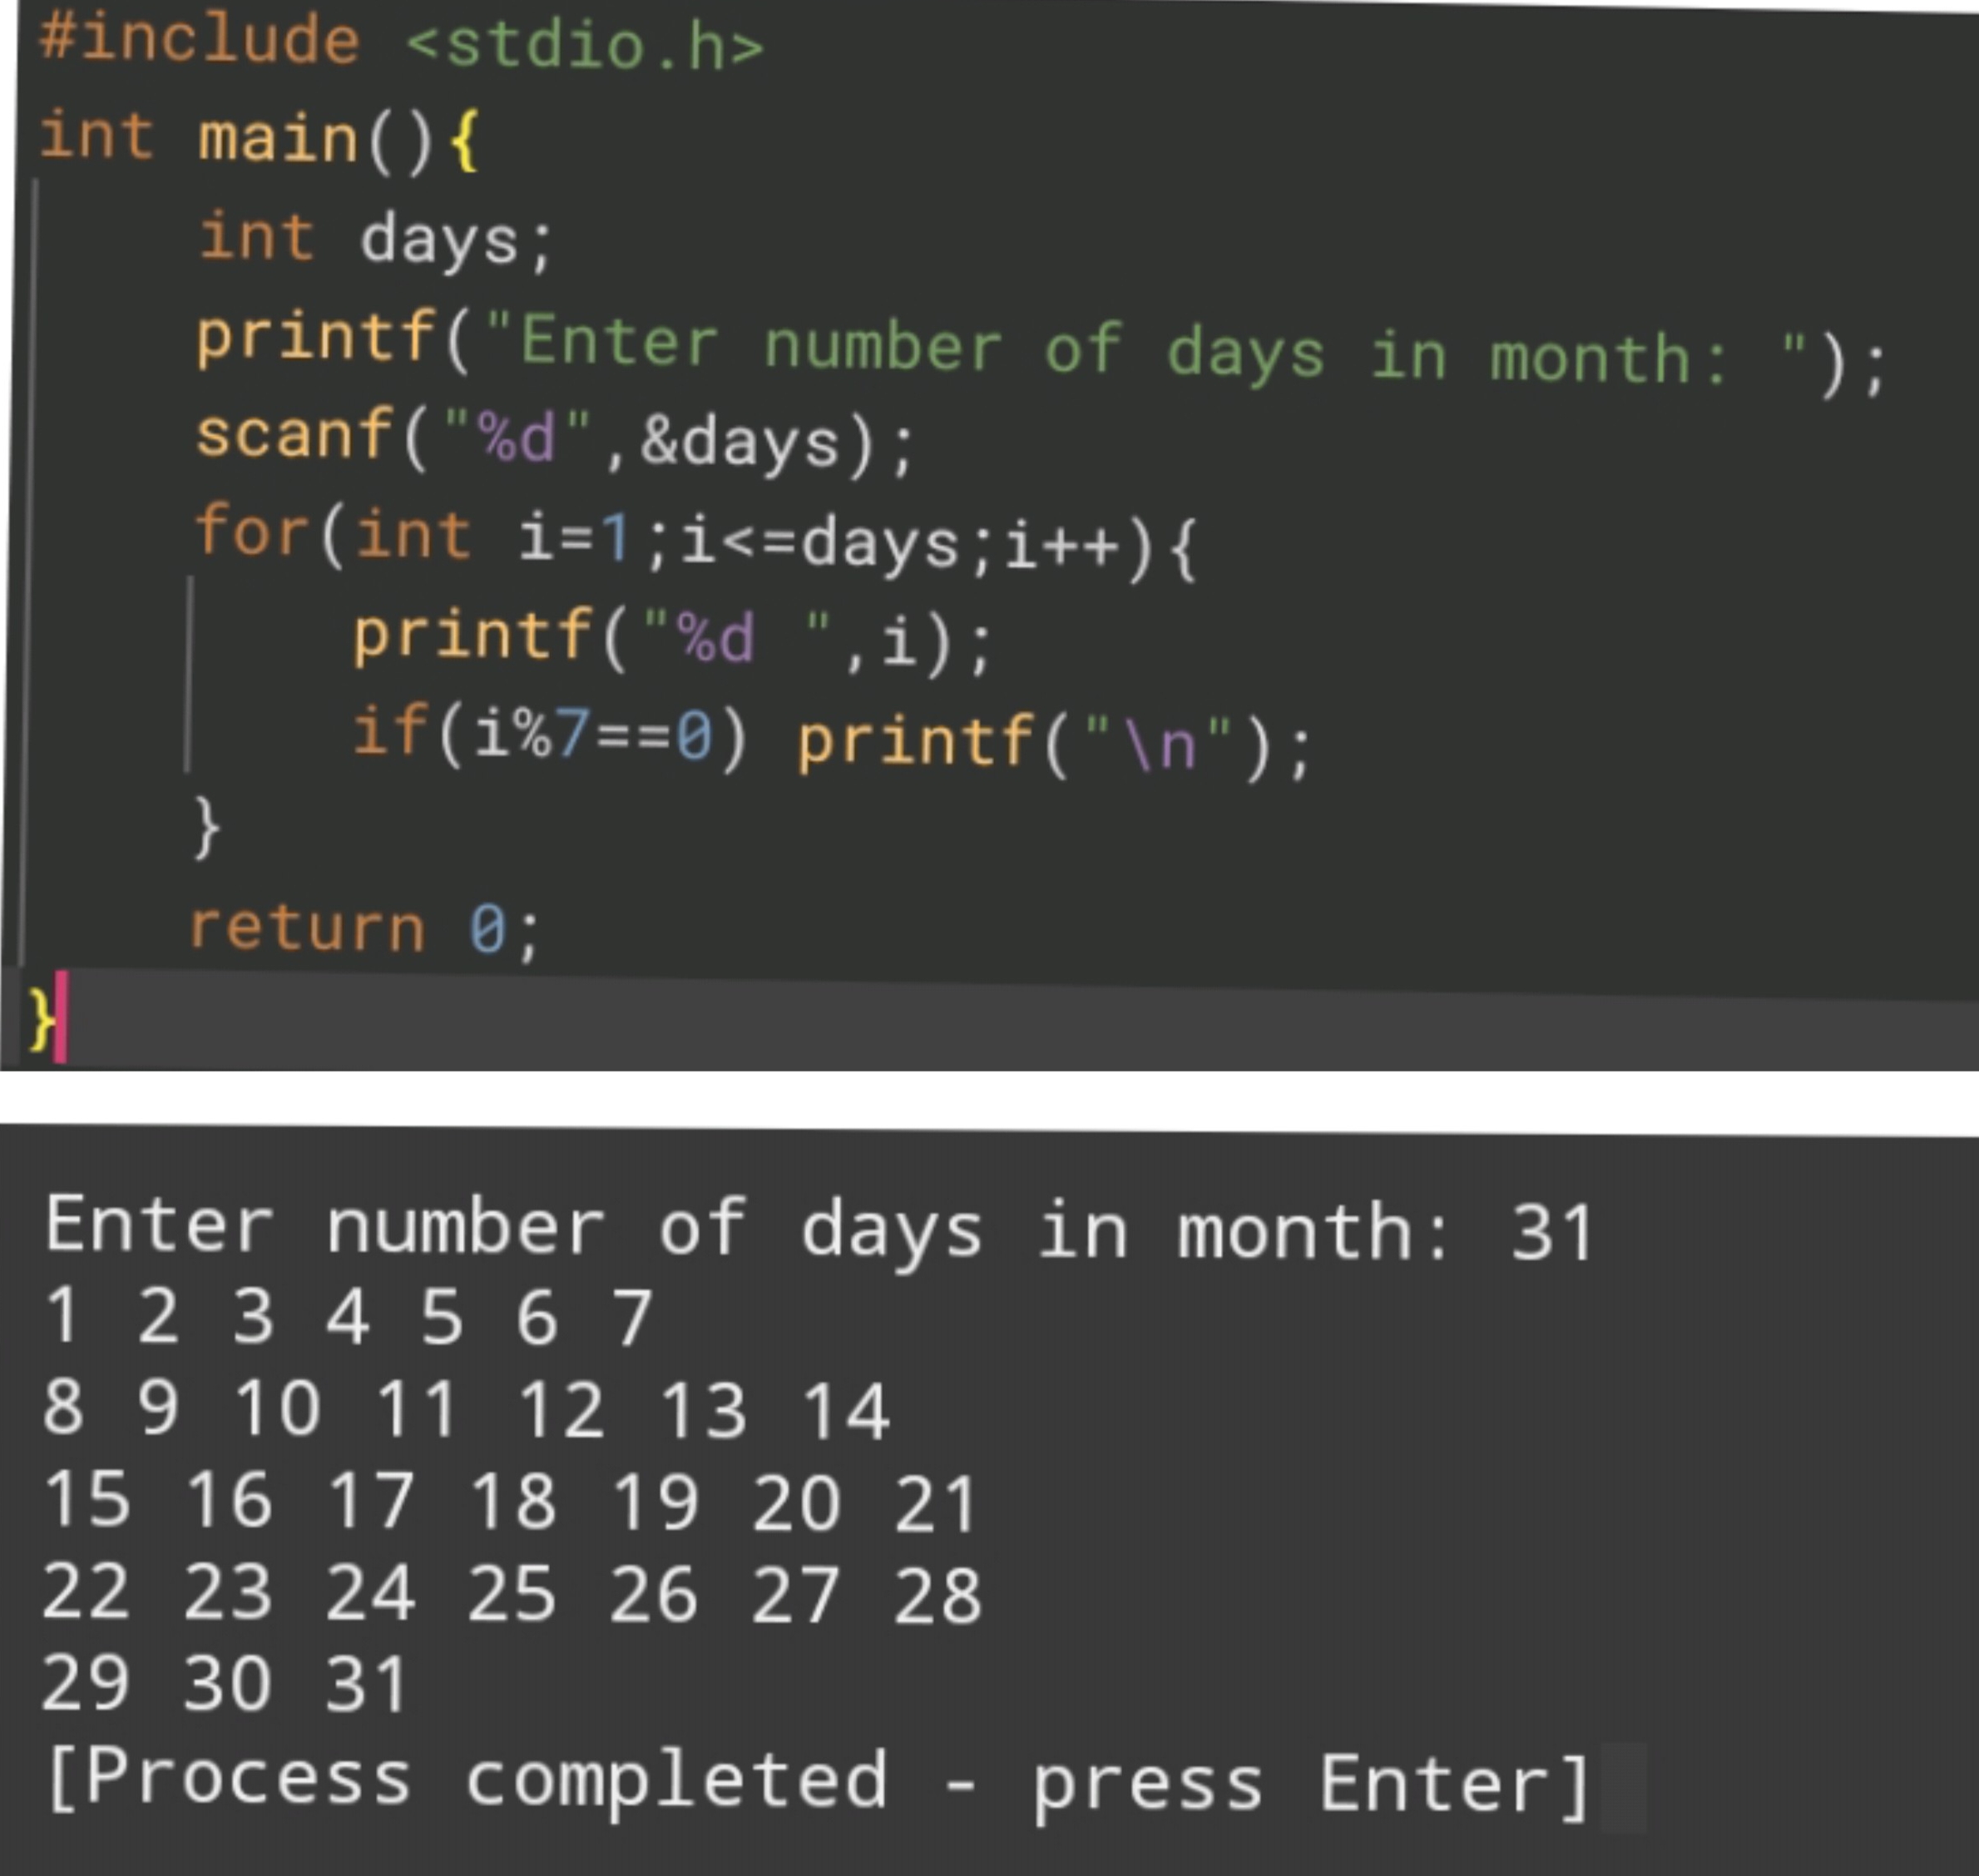 #include <stdio.h>
int main(){
    int days;
    printf("Enter number of days in month: ");
    scanf("%d",&days);
    for(int i=1;i<=days;i++){
        printf("%d ",i);
        if(i%7==0) printf("\n");
    }
    return 0;
}
Enter number of days in month: 31
1 2 3 4 5 6 7
8 9 10 11 12 13 14
15 16 17 18 19 20 21
22 23 24 25 26 27 28
29 30 31
[Process completed - press Enter]